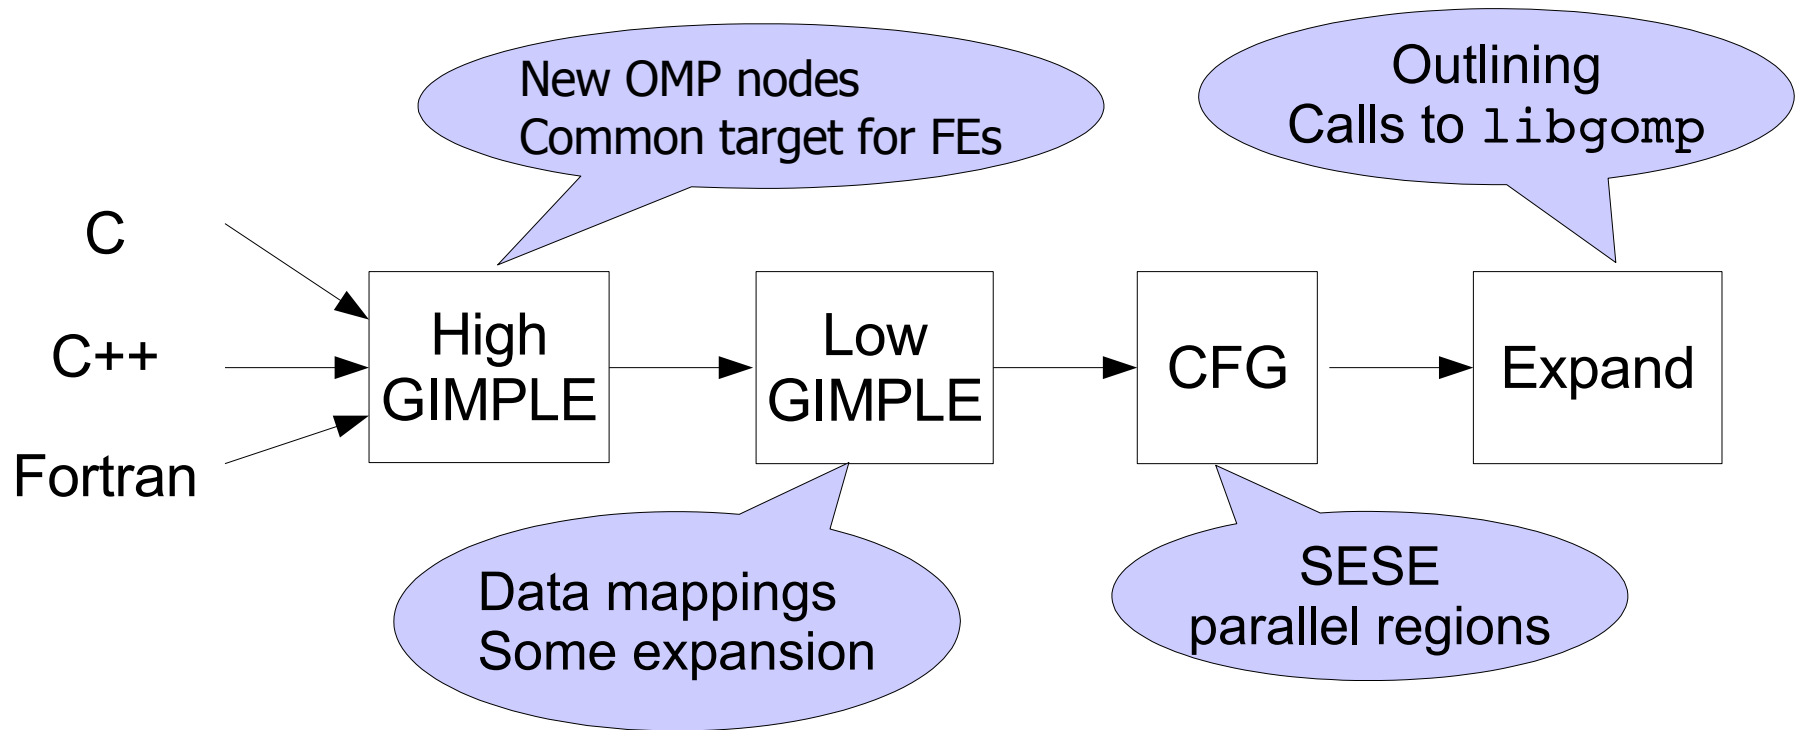 New OMP nodes
Common target for FEs
Outlining
Calls to libgomp
C
C++
Fortran
High
GIMPLE
Low
GIMPLE
CFG
Expand
Data mappings
Some expansion
SESE
parallel regions